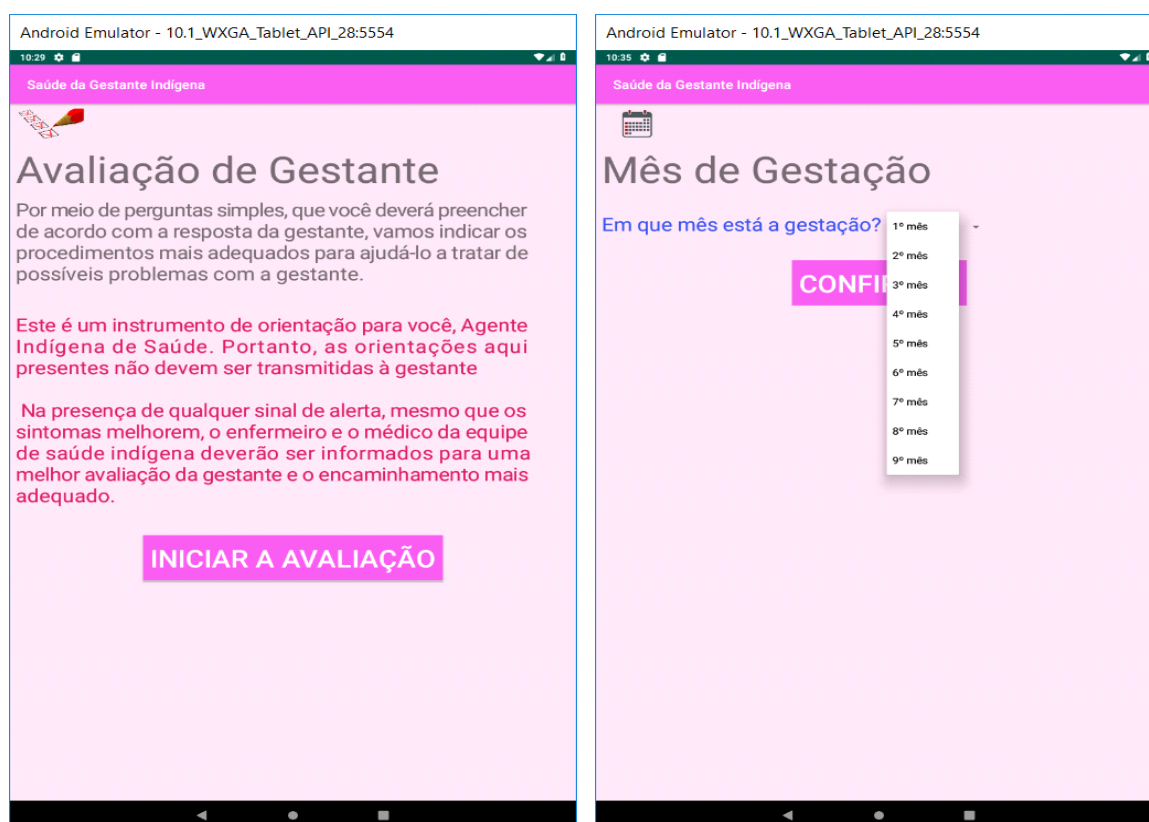 Android Emulator - 10.1_WXGA_Tablet_API_28:5554
10:29
Saúde da Gestante Indígena
Avaliação de Gestante
Por meio de perguntas simples, que você deverá preencher
de acordo com a resposta da gestante, vamos indicar os
procedimentos mais adequados para ajudá-lo a tratar de
possíveis problemas com a gestante.
Este é um instrumento de orientação para você, Agente
Indígena de Saúde. Portanto, as orientações aqui
presentes não devem ser transmitidas à gestante
Na presença de qualquer sinal de alerta, mesmo que os
sintomas melhorem, o enfermeiro e o médico da equipe
de saúde indígena deverão ser informados para uma
melhor avaliação da gestante e o encaminhamento mais
adequado.
INICIAR A AVALIAÇÃO
Android Emulator - 10.1_WXGA_Tablet_API_28:5554
10:35
Saúde da Gestante Indígena
Mês de Gestação
Em que mês está a gestação?
1º mês
2º mês
CONFI
3º mês
4º mês
5º mês
6º mês
7º mês
8º mês
9º mês